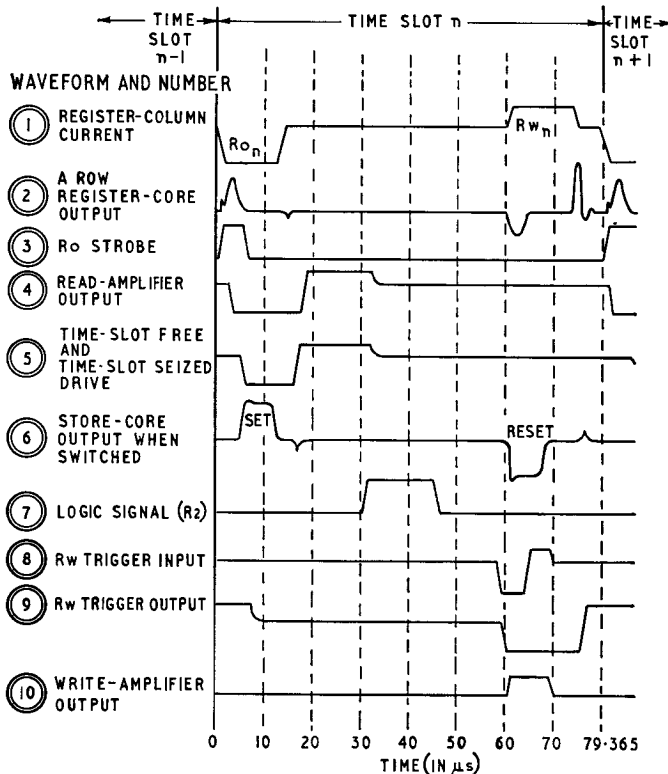 TIME SLOT n-1
TIME SLOT n
TIME SLOT n+1
WAVEFORM AND NUMBER
1 REGISTER-COLUMN CURRENT
Ron
Rwn
2 A ROW REGISTER-CORE OUTPUT
3 Ro STROBE
4 READ-AMPLIFIER OUTPUT
5 TIME-SLOT FREE AND TIME-SLOT SEIZED DRIVE
6 STORE-CORE OUTPUT WHEN SWITCHED
SET
RESET
7 LOGIC SIGNAL (R2)
8 Rw TRIGGER INPUT
9 Rw TRIGGER OUTPUT
10 WRITE-AMPLIFIER OUTPUT
0 10 20 30 40 50 60 70 79·365
TIME (IN μs)